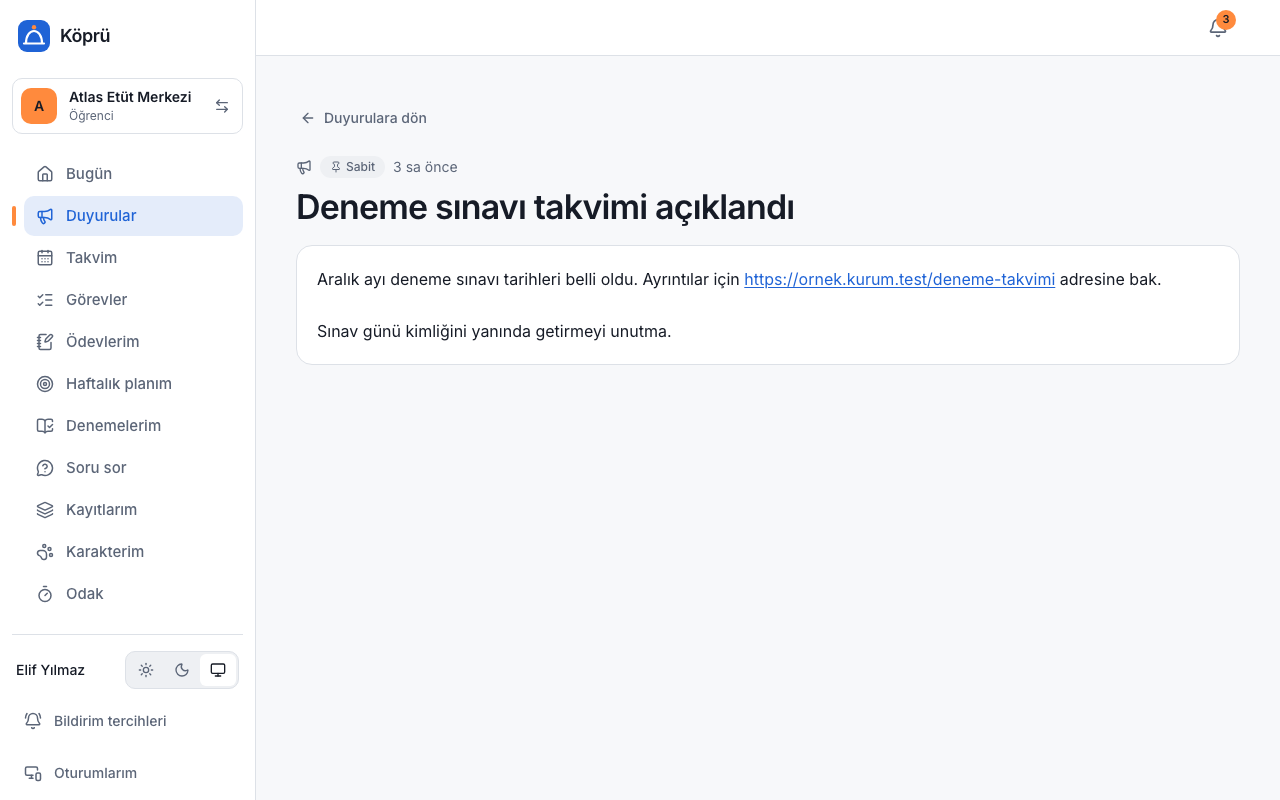 Köprü
A
Atlas Etüt Merkezi
Öğrenci
Bugün
Duyurular
Takvim
Görevler
Ödevlerim
Haftalık planım
Denemelerim
Soru sor
Kayıtlarım
Karakterim
Odak
Elif Yılmaz
Bildirim tercihleri
Oturumlarım
3
Duyurulara dön
Sabit 3 sa önce
Deneme sınavı takvimi açıklandı
Aralık ayı deneme sınavı tarihleri belli oldu. Ayrıntılar için https://ornek.kurum.test/deneme-takvimi adresine bak.
Sınav günü kimliğini yanında getirmeyi unutma.